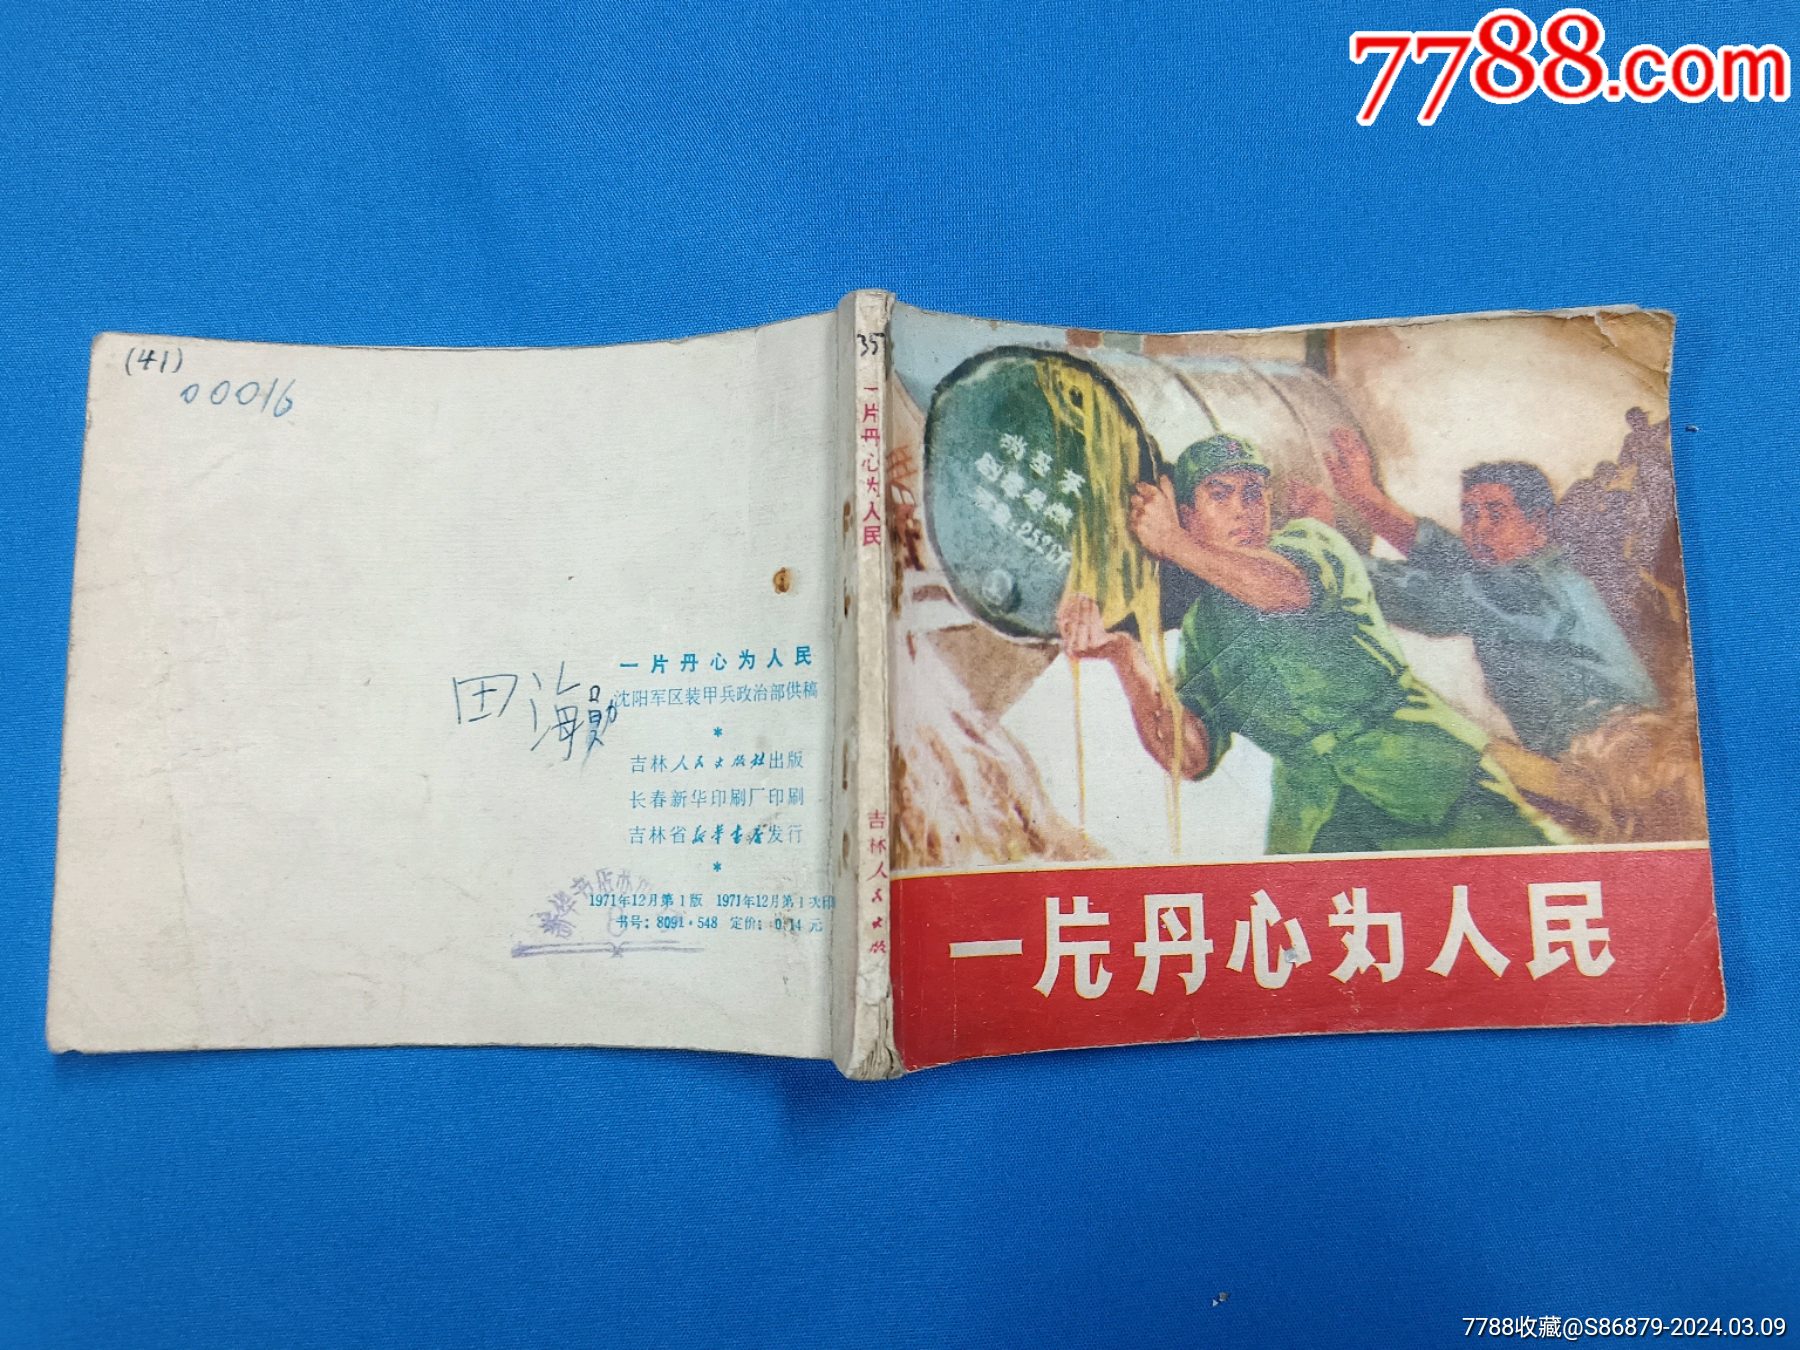 7788.com
(41)
00016
一片丹心为人民
沈阳军区装甲兵政治部供稿
*
吉林人民出版社出版
长春新华印刷厂印刷
吉林省新华书店发行
*
1971年12月第1版 1971年12月第1次印
书号：8091·548 定价：0.14元
田海勛
新华书店
357
一片丹心为人民
吉林人民出版
一片丹心为人民
7788收藏@S86879-2024.03.09